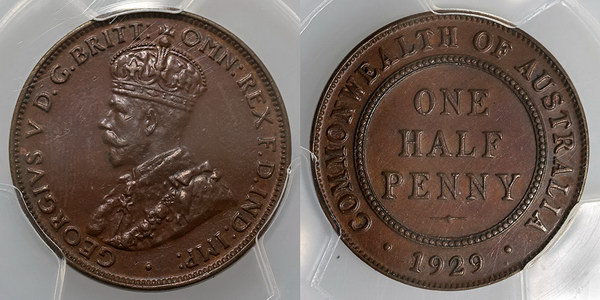 GEORGIVS V D.G.BRITT: OMN: REX F.D.IND:IMP:
COMMONWEALTH OF AUSTRALIA
ONE
HALF
PENNY
· 1929 ·